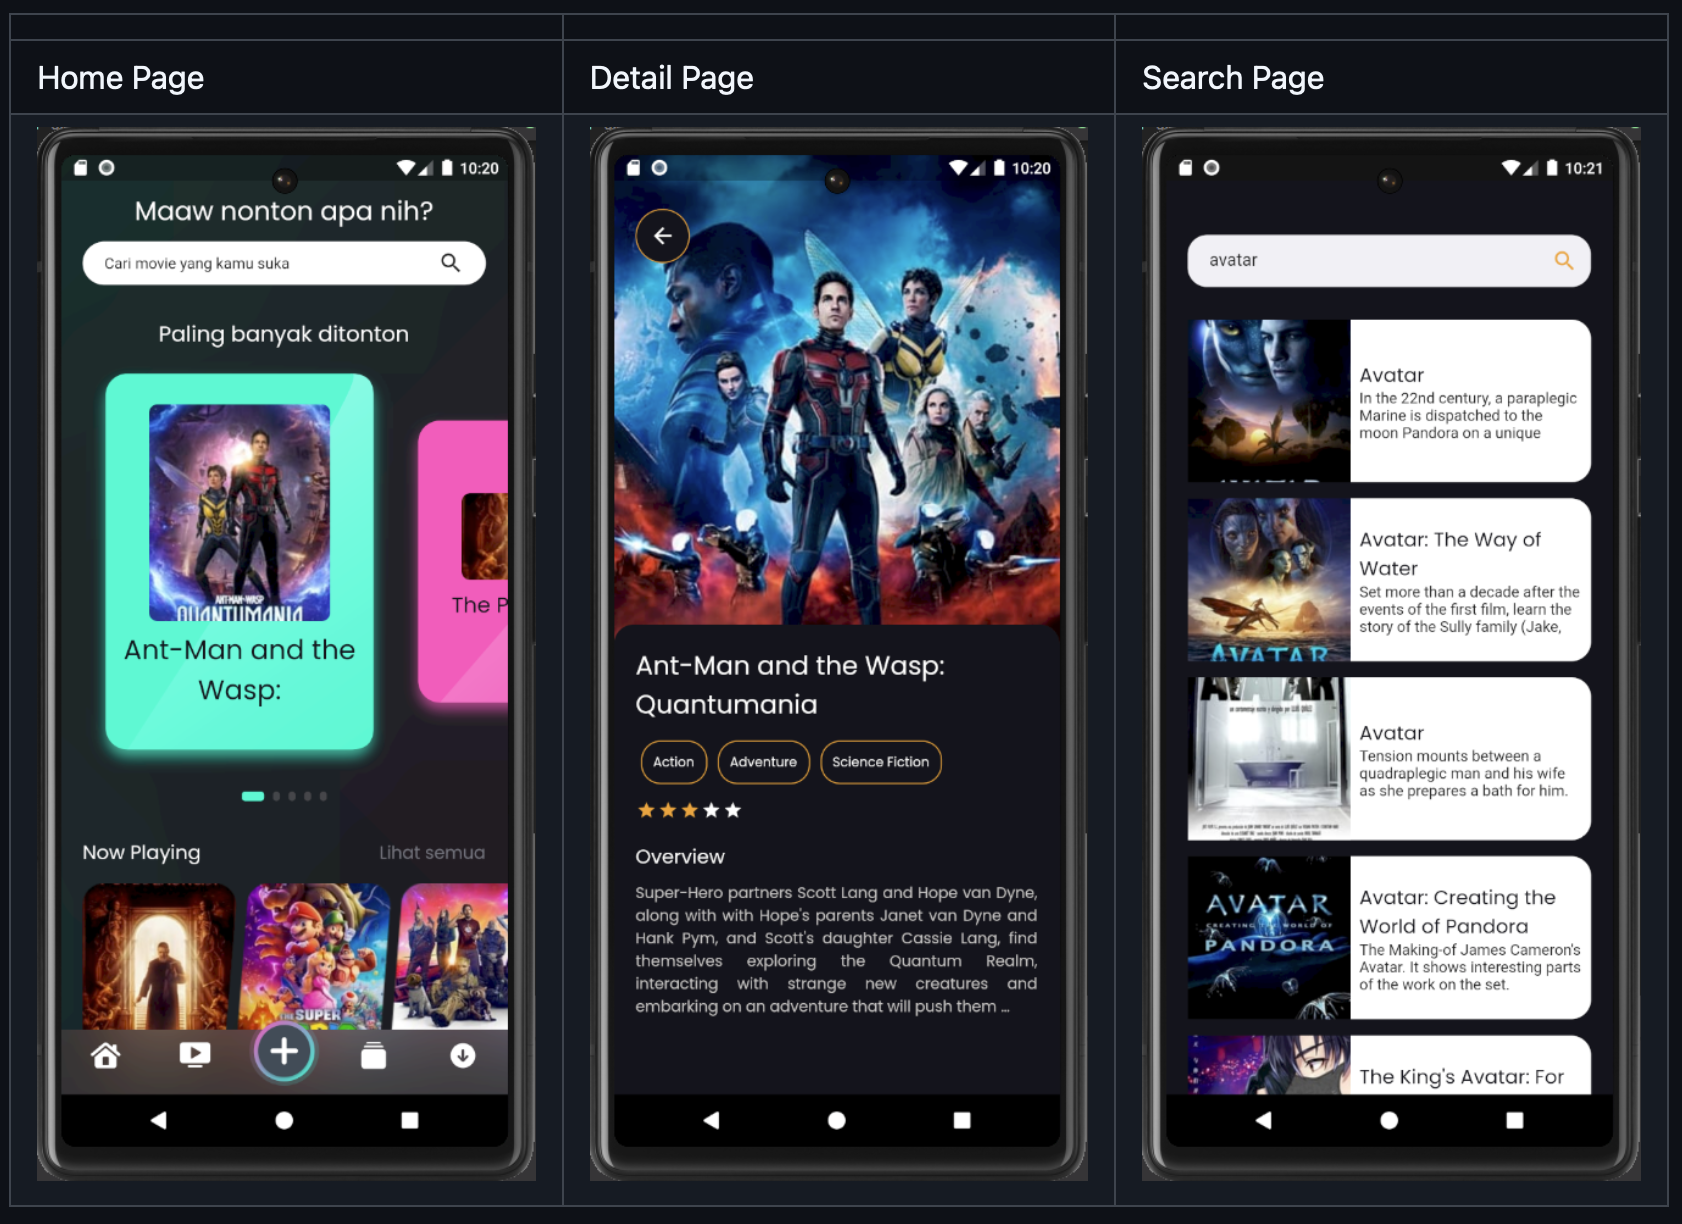 Home Page
Detail Page
Search Page
10:20
Maaw nonton apa nih?
Cari movie yang kamu suka
Paling banyak ditonton
ANT-MAN AND THE WASP
QUANTUMANIA
Ant-Man and the
Wasp:
The P
Now Playing
Lihat semua
THE SUPER
10:20
Ant-Man and the Wasp:
Quantumania
Action
Adventure
Science Fiction
Overview
Super-Hero partners Scott Lang and Hope van Dyne,
along with with Hope's parents Janet van Dyne and
Hank Pym, and Scott's daughter Cassie Lang, find
themselves exploring the Quantum Realm,
interacting with strange new creatures and
embarking on an adventure that will push them ...
10:21
avatar
Avatar
In the 22nd century, a paraplegic
Marine is dispatched to the
moon Pandora on a unique
AVATAR
Avatar: The Way of
Water
Set more than a decade after the
events of the first film, learn the
story of the Sully family (Jake,
AVATAR
Avatar
Tension mounts between a
quadraplegic man and his wife
as she prepares a bath for him.
AVATAR
CREATING THE WORLD OF
PANDORA
Avatar: Creating the
World of Pandora
The Making-of James Cameron's
Avatar. It shows interesting parts
of the work on the set.
The King's Avatar: For